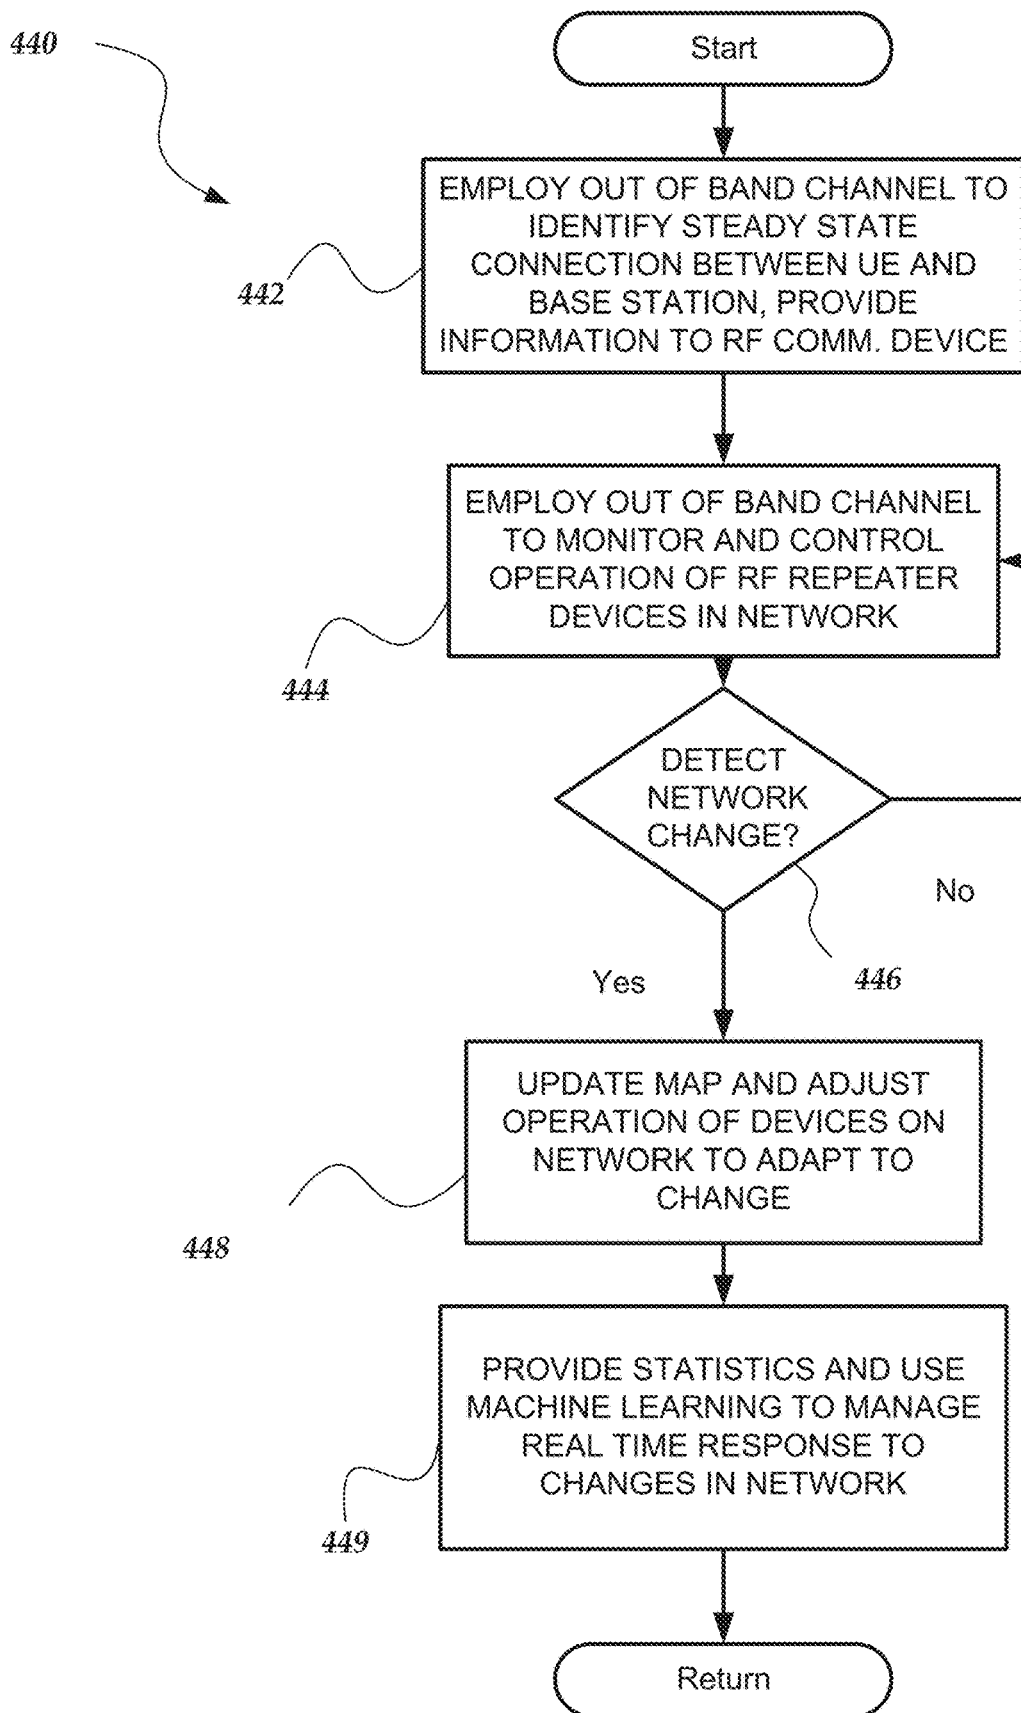 440
Start
EMPLOY OUT OF BAND CHANNEL TO
IDENTIFY STEADY STATE
CONNECTION BETWEEN UE AND
BASE STATION, PROVIDE
INFORMATION TO RF COMM. DEVICE
442
EMPLOY OUT OF BAND CHANNEL
TO MONITOR AND CONTROL
OPERATION OF RF REPEATER
DEVICES IN NETWORK
444
DETECT
NETWORK
CHANGE?
No
446
Yes
UPDATE MAP AND ADJUST
OPERATION OF DEVICES ON
NETWORK TO ADAPT TO
CHANGE
448
PROVIDE STATISTICS AND USE
MACHINE LEARNING TO MANAGE
REAL TIME RESPONSE TO
CHANGES IN NETWORK
449
Return